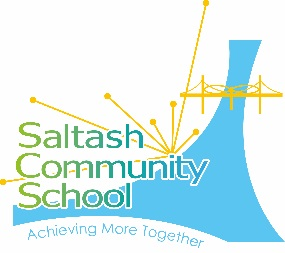 Saltash
Community
School
Achieving More Together